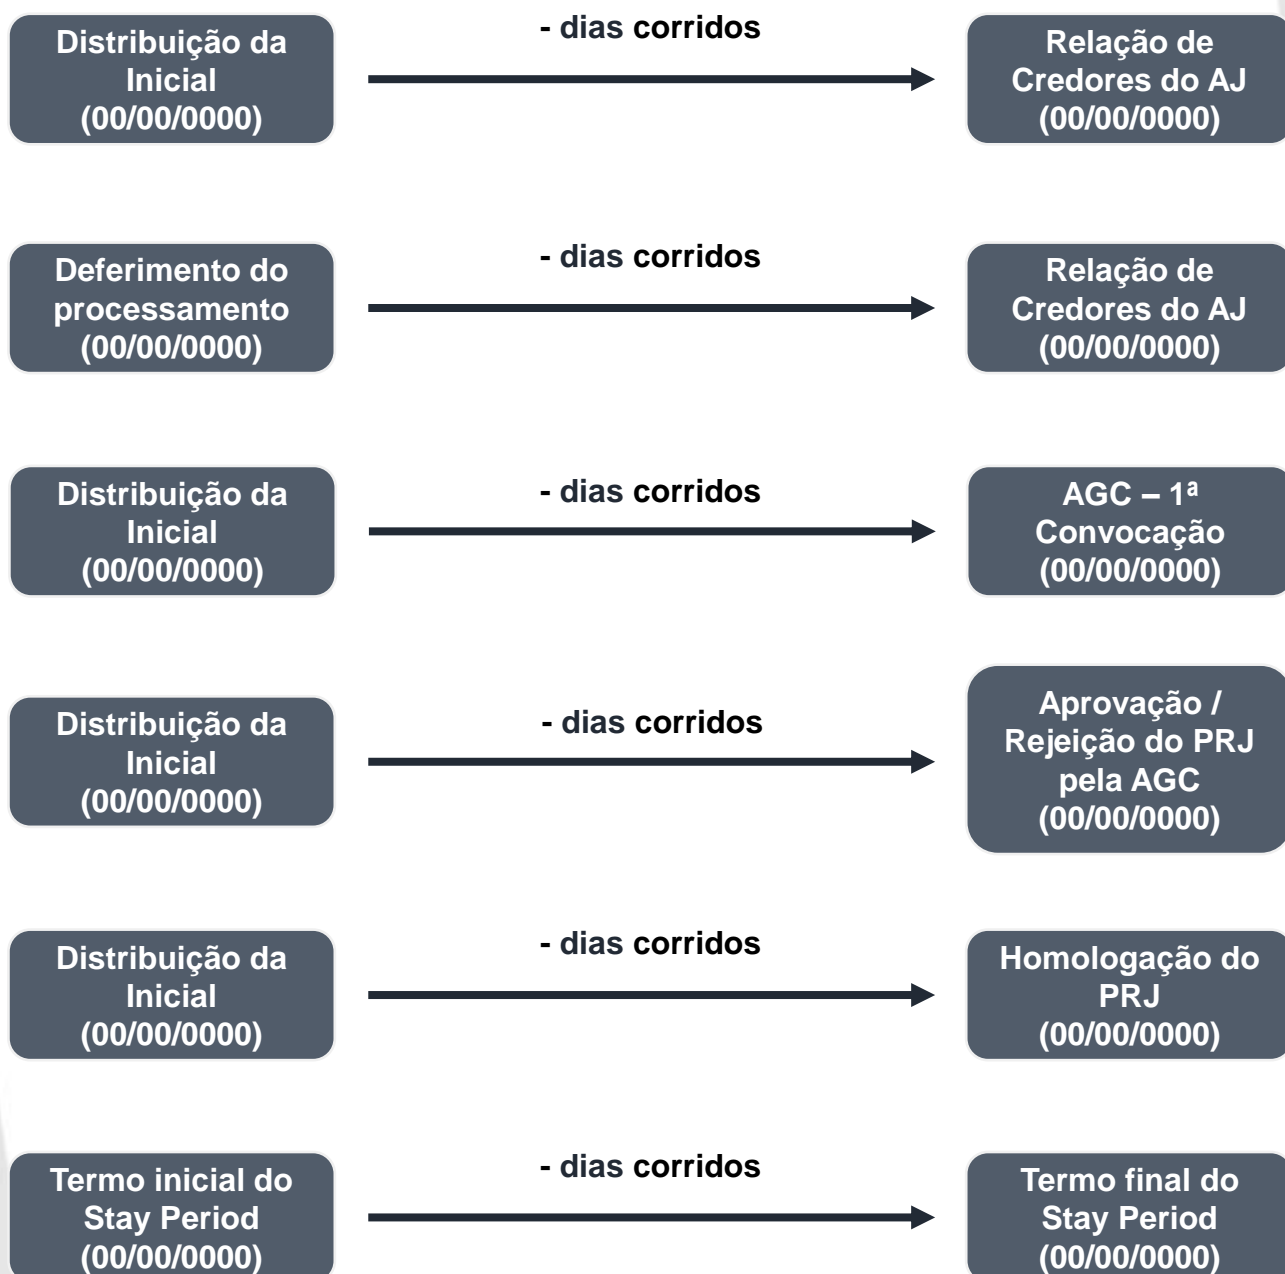 Distribuição da
Inicial
(00/00/0000)
- dias corridos
Relação de
Credores do AJ
(00/00/0000)
Deferimento do
processamento
(00/00/0000)
- dias corridos
Relação de
Credores do AJ
(00/00/0000)
Distribuição da
Inicial
(00/00/0000)
- dias corridos
AGC – 1ª
Convocação
(00/00/0000)
Distribuição da
Inicial
(00/00/0000)
- dias corridos
Aprovação /
Rejeição do PRJ
pela AGC
(00/00/0000)
Distribuição da
Inicial
(00/00/0000)
- dias corridos
Homologação do
PRJ
(00/00/0000)
Termo inicial do
Stay Period
(00/00/0000)
- dias corridos
Termo final do
Stay Period
(00/00/0000)